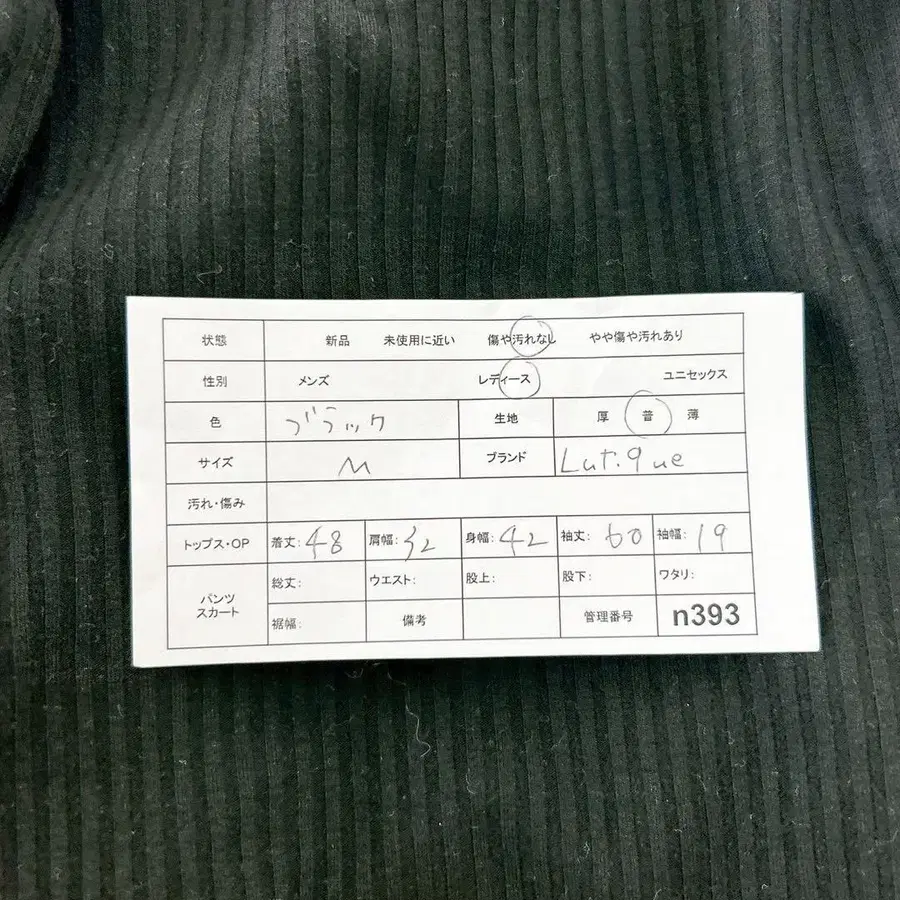 状態 新品 未使用に近い 傷や汚れなし やや傷や汚れあり
性別 メンズ レディース ユニセックス
色 ブラック 生地 厚 普 薄
サイズ M ブランド Lutique
汚れ・傷み
トップス・OP 着丈: 48 肩幅: 32 身幅: 42 袖丈: 60 袖幅: 19
パンツ スカート 総丈: ウエスト: 股上: 股下: ワタリ:
裾幅: 備考 管理番号 n393